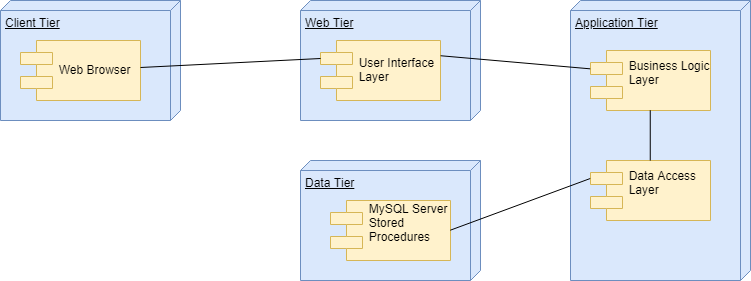 Client Tier
Web Browser
Web Tier
User Interface
Layer
Application Tier
Business Logic
Layer
Data Access
Layer
Data Tier
MySQL Server
Stored
Procedures